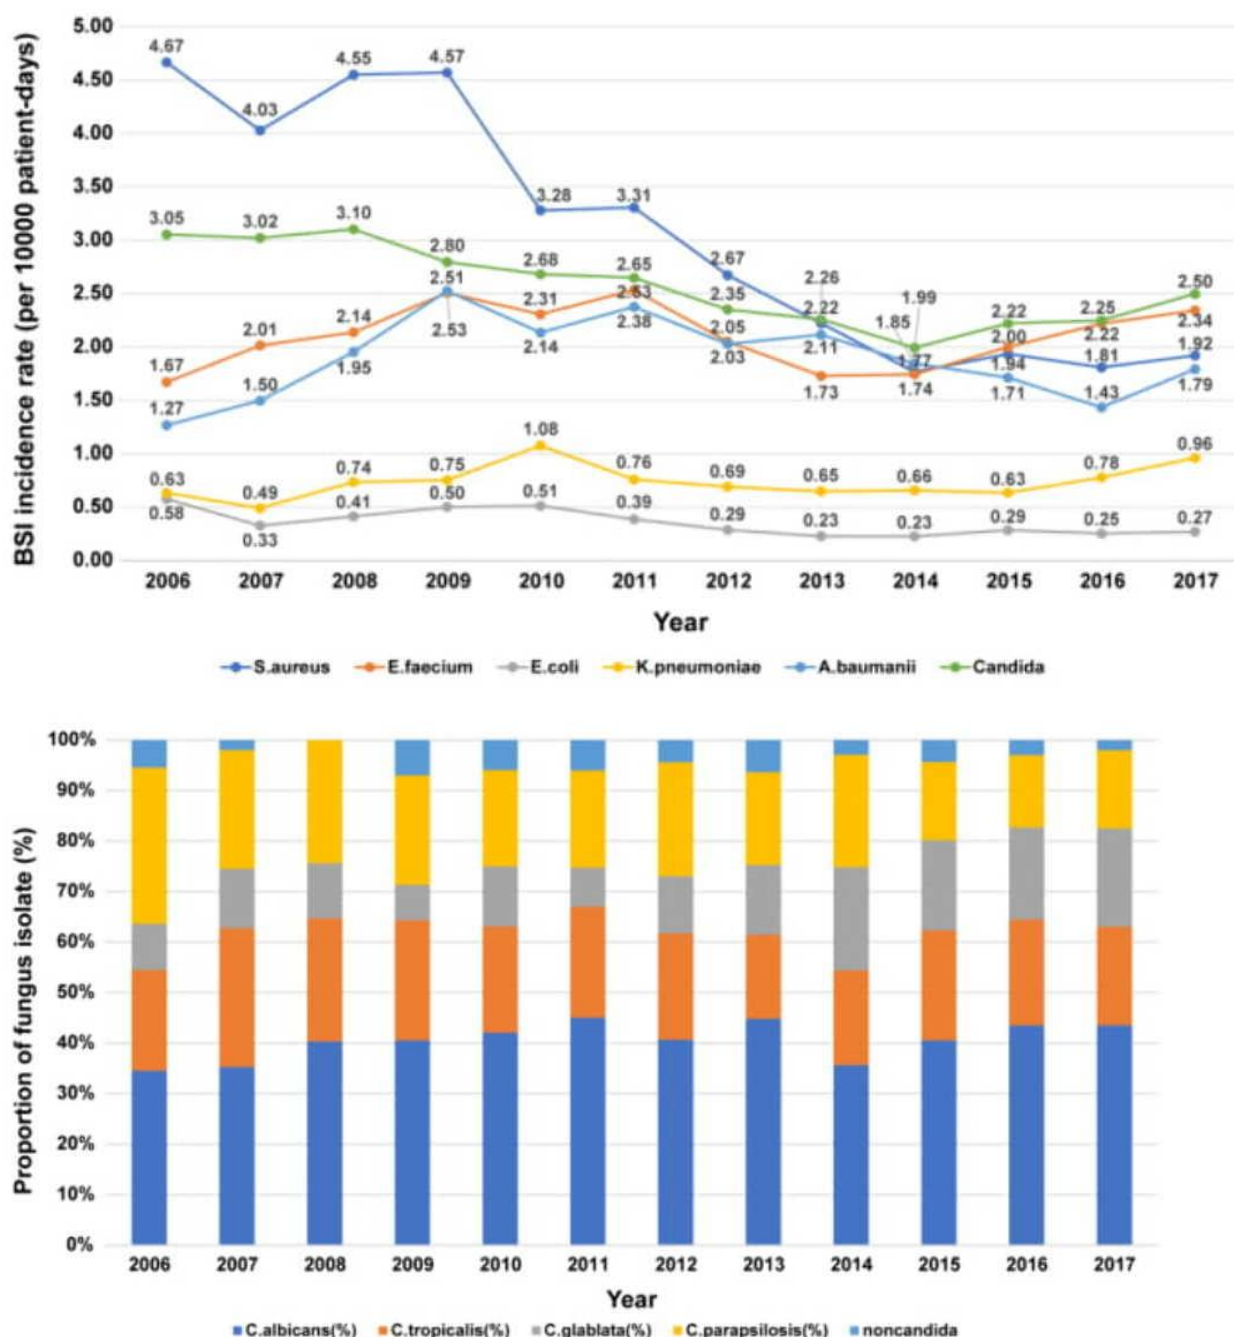 BSI incidence rate (per 10000 patient-days)
5.00
4.50
4.00
3.50
3.00
2.50
2.00
1.50
1.00
0.50
0.00
4.67 4.03 4.55 4.57 3.28 3.31 2.67 2.22 1.77 1.94 1.81 1.92
3.05 3.02 3.10 2.80 2.68 2.65 2.35 2.26 1.99 2.22 2.25 2.50
1.67 2.01 2.14 2.51 2.31 2.53 2.05 1.73 1.74 2.00 2.22 2.34
1.27 1.50 1.95 2.53 2.14 2.38 2.03 2.11 1.85 1.71 1.43 1.79
0.63 0.49 0.74 0.75 1.08 0.76 0.69 0.65 0.66 0.63 0.78 0.96
0.58 0.33 0.41 0.50 0.51 0.39 0.29 0.23 0.23 0.29 0.25 0.27
2006 2007 2008 2009 2010 2011 2012 2013 2014 2015 2016 2017
Year
S.aureus E.faecium E.coli K.pneumoniae A.baumanii Candida
Proportion of fungus isolate (%)
100%
90%
80%
70%
60%
50%
40%
30%
20%
10%
0%
2006 2007 2008 2009 2010 2011 2012 2013 2014 2015 2016 2017
Year
C.albicans(%) C.tropicalis(%) C.glablata(%) C.parapsilosis(%) noncandida